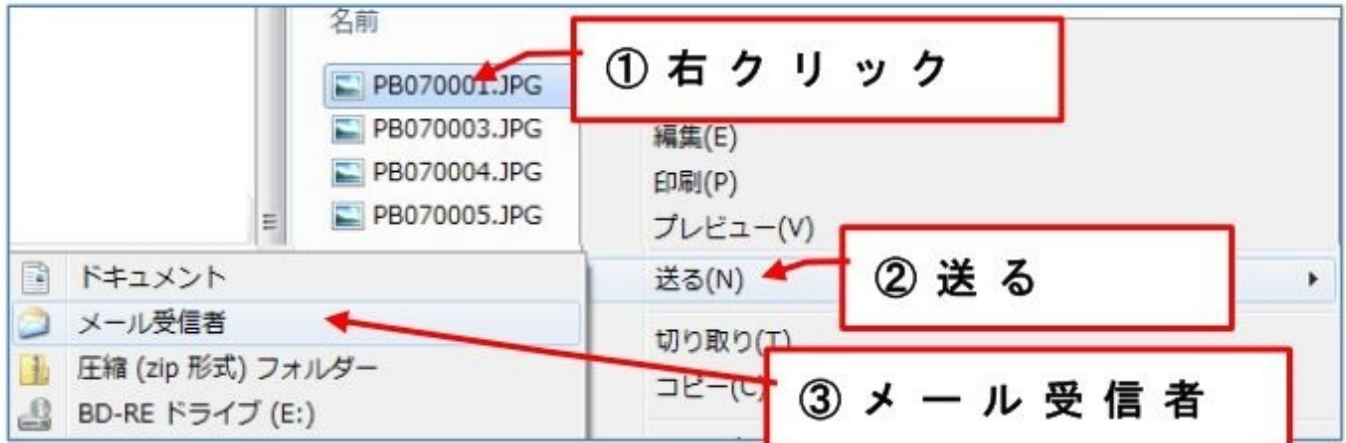 名前
PB070001.JPG
PB070003.JPG
PB070004.JPG
PB070005.JPG
① 右クリック
編集(E)
印刷(P)
プレビュー(V)
送る(N)
② 送る
切り取り(T)
コピー(C)
③ メール受信者
ドキュメント
メール受信者
圧縮 (zip 形式) フォルダー
BD-RE ドライブ (E:)